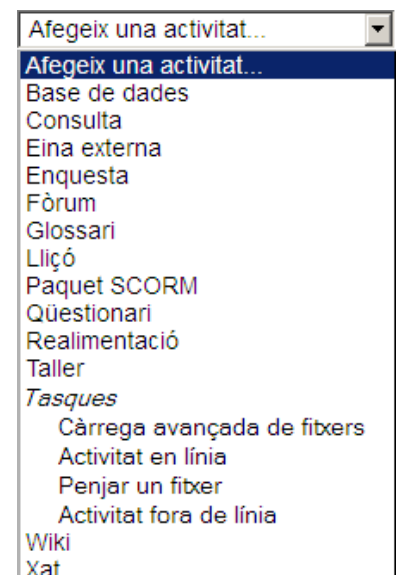 Afegeix una activitat...
Afegeix una activitat...
Base de dades
Consulta
Eina externa
Enquesta
Fòrum
Glossari
Lliçó
Paquet SCORM
Qüestionari
Realimentació
Taller
Tasques
Càrrega avançada de fitxers
Activitat en línia
Penjar un fitxer
Activitat fora de línia
Wiki
Xat